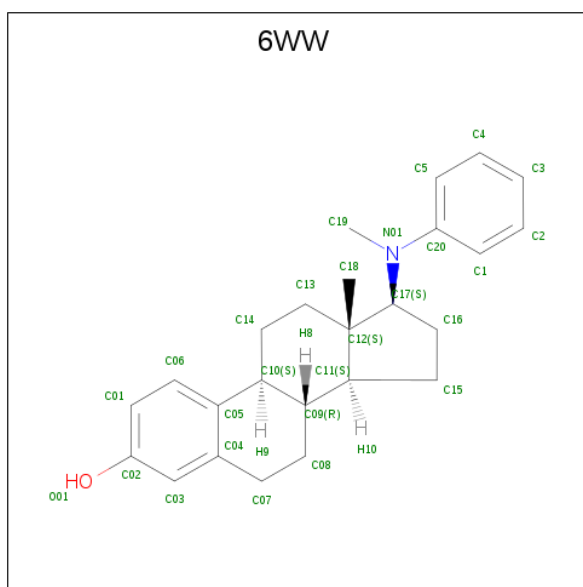 6WW
C4
C5
C3
C19
N01
C20
C2
C18
C1
C13
C17(S)
C14
H8
C16
C12(S)
C06
C10(S)
C11(S)
C01
C05
C09(R)
C15
H9
H10
C04
C02
C08
HO
O01
C03
C07
N
H
H
H